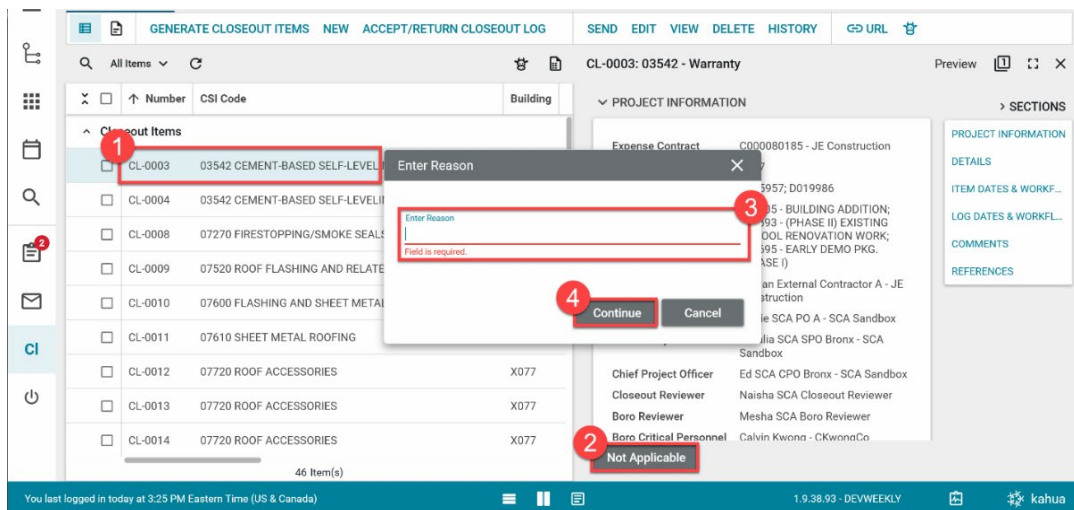 GENERATE CLOSEOUT ITEMS NEW ACCEPT/RETURN CLOSEOUT LOG
SEND EDIT VIEW DELETE HISTORY URL
All Items
CL-0003: 03542 - Warranty
Preview
Number CSI Code Building
PROJECT INFORMATION
SECTIONS
Closeout Items
1
CL-0003 03542 CEMENT-BASED SELF-LEVELI
CL-0004 03542 CEMENT-BASED SELF-LEVELI
CL-0008 07270 FIRESTOPPING/SMOKE SEALS
2
CL-0009 07520 ROOF FLASHING AND RELATE
CL-0010 07600 FLASHING AND SHEET METAL
CL-0011 07610 SHEET METAL ROOFING
CI
CL-0012 07720 ROOF ACCESSORIES X077
CL-0013 07720 ROOF ACCESSORIES X077
CL-0014 07720 ROOF ACCESSORIES X077
46 Item(s)
Enter Reason
3
Enter Reason
Field is required.
4
Continue Cancel
Expense Contract C000080185 - JE Construction
5957; D019986
05 - BUILDING ADDITION;
93 - (PHASE II) EXISTING
OOL RENOVATION WORK;
595 - EARLY DEMO PKG.
ASE I)
an External Contractor A - JE
struction
ie SCA PO A - SCA Sandbox
lia SCA SPO Bronx - SCA
Sandbox
Chief Project Officer Ed SCA CPO Bronx - SCA Sandbox
Closeout Reviewer Naisha SCA Closeout Reviewer
Boro Reviewer Mesha SCA Boro Reviewer
Boro Critical Personnel Calvin Kwong - CKwongCo
2
Not Applicable
PROJECT INFORMATION
DETAILS
ITEM DATES & WORKF...
LOG DATES & WORKFL...
COMMENTS
REFERENCES
You last logged in today at 3:25 PM Eastern Time (US & Canada)
1.9.38.93 - DEVWEEKLY
kahua